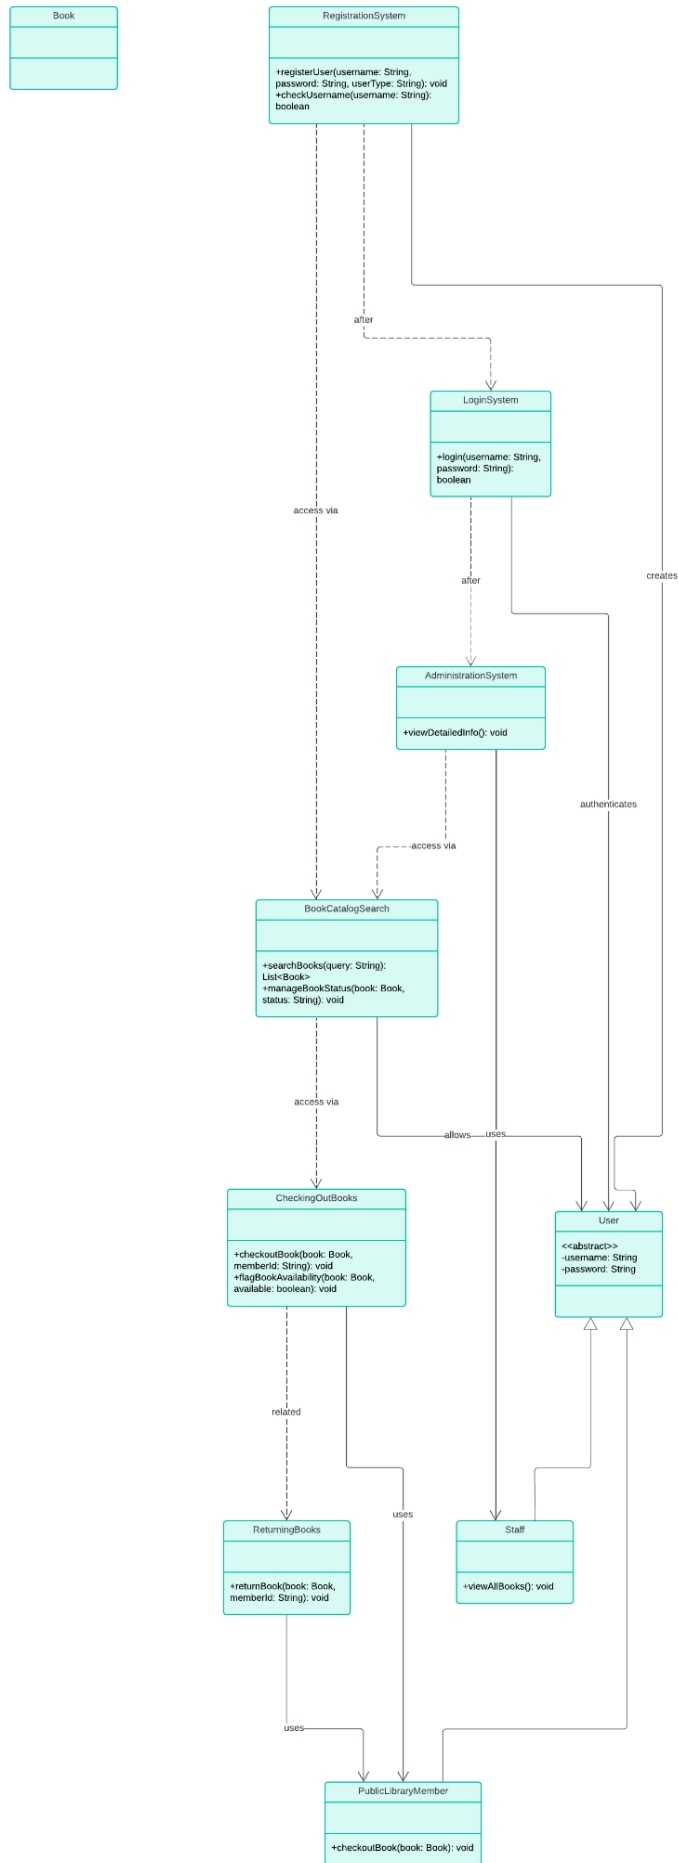 Book
RegistrationSystem
+registerUser(username: String,
password: String, userType: String): void
+checkUsername(username: String):
boolean
after
LoginSystem
+login(username: String,
password: String):
boolean
access via
after
creates
AdministrationSystem
+viewDetailedInfo(): void
authenticates
access via
BookCatalogSearch
+searchBooks(query: String):
List<Book>
+manageBookStatus(book: Book,
status: String): void
access via
allows
uses
CheckingOutBooks
+checkoutBook(book: Book,
memberId: String): void
+flagBookAvailability(book: Book,
available: boolean): void
User
<<abstract>>
-username: String
-password: String
related
uses
ReturningBooks
+returnBook(book: Book,
memberId: String): void
Staff
+viewAllBooks(): void
uses
PublicLibraryMember
+checkoutBook(book: Book): void